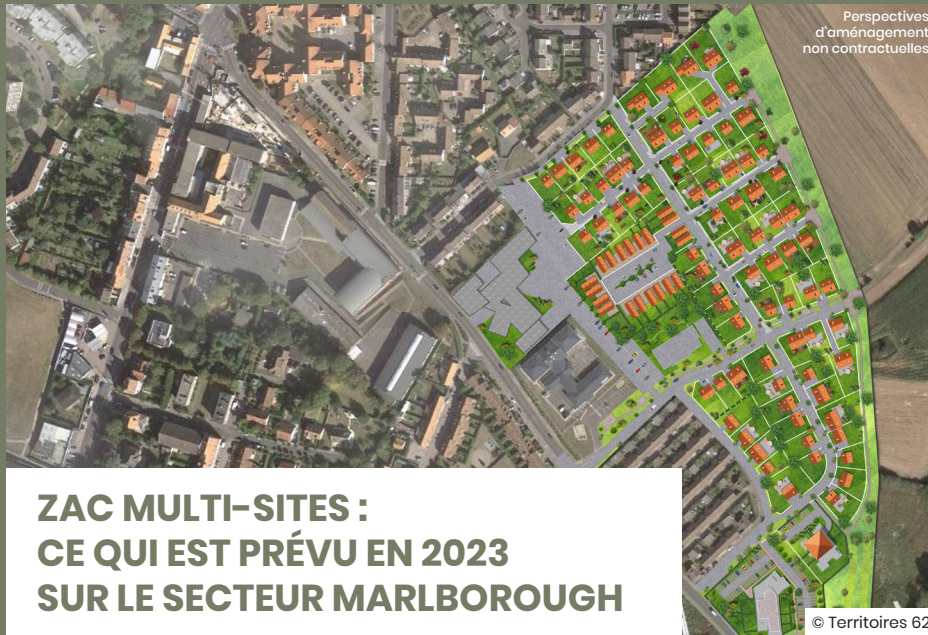 Perspectives
d'aménagement
non contractuelles
ZAC MULTI-SITES :
CE QUI EST PRÉVU EN 2023
SUR LE SECTEUR MARLBOROUGH
© Territoires 62